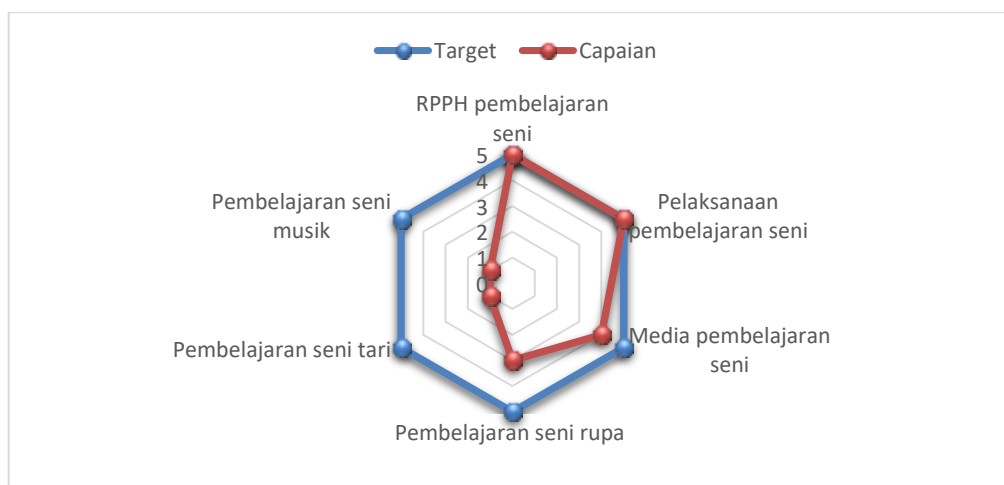 Target Capaian
RPPH pembelajaran
seni
5
4
3
2
1
0
Pelaksanaan
pembelajaran seni
Media pembelajaran
seni
Pembelajaran seni rupa
Pembelajaran seni tari
Pembelajaran seni
musik